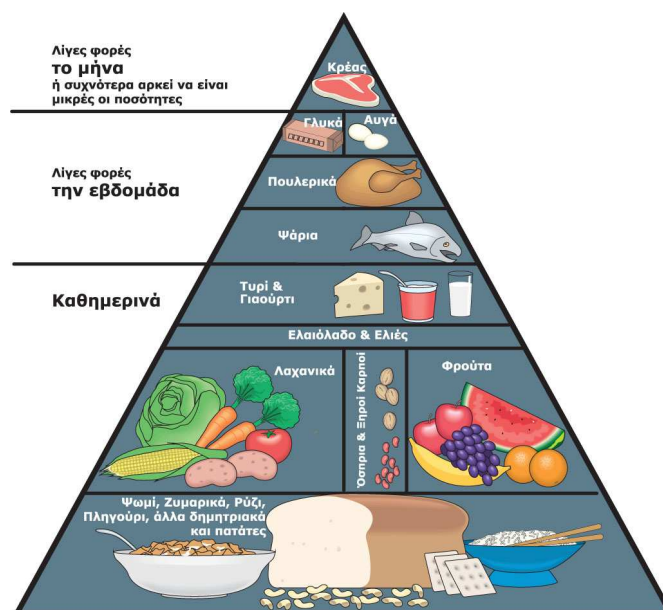 Λίγες φορές
το μήνα
ή συχνότερα αρκεί να είναι
μικρές οι ποσότητες
Κρέας
Γλυκά
Αυγά
Λίγες φορές
την εβδομάδα
Πουλερικά
Ψάρια
Καθημερινά
Τυρί &
Γιαούρτι
Ελαιόλαδο & Ελιές
Λαχανικά
Όσπρια & Ξηροί Καρποί
Φρούτα
Ψωμί, Ζυμαρικά, Ρύζι,
Πληγούρι, άλλα δημητριακά
και πατάτες